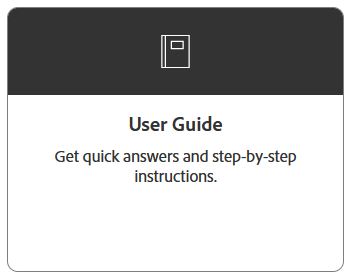 User Guide
Get quick answers and step-by-step
instructions.